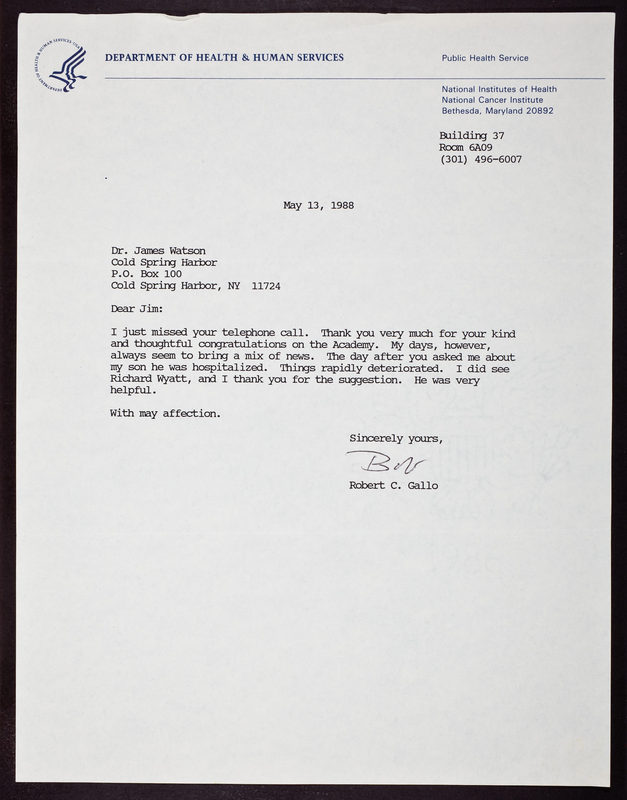 DEPARTMENT OF HEALTH & HUMAN SERVICES
Public Health Service
National Institutes of Health
National Cancer Institute
Bethesda, Maryland 20892
Building 37
Room 6A09
(301) 496-6007
May 13, 1988
Dr. James Watson
Cold Spring Harbor
P.O. Box 100
Cold Spring Harbor, NY 11724
Dear Jim:
I just missed your telephone call. Thank you very much for your kind
and thoughtful congratulations on the Academy. My days, however,
always seem to bring a mix of news. The day after you asked me about
my son he was hospitalized. Things rapidly deteriorated. I did see
Richard Wyatt, and I thank you for the suggestion. He was very
helpful.
With may affection.
Sincerely yours,
Bob
Robert C. Gallo